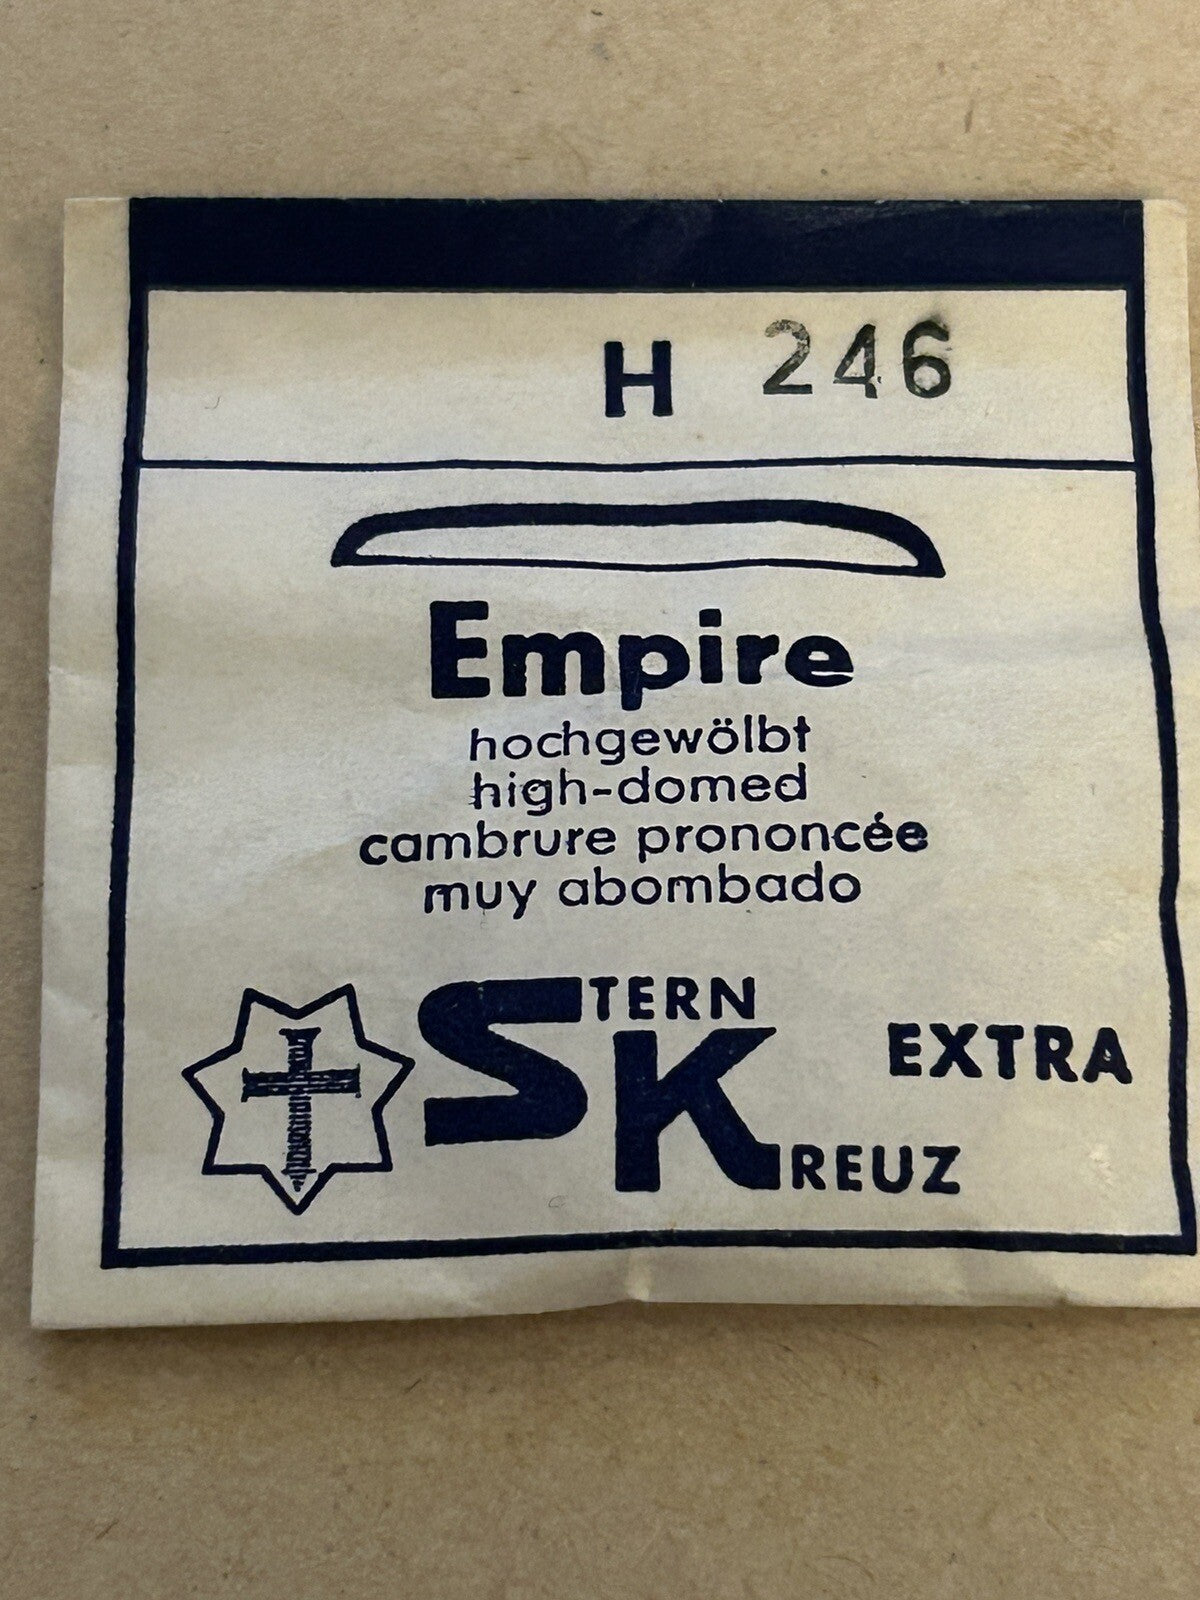 H 246
Empire
hochgewölbt
high-domed
cambrure prononcée
muy abombado
STERN
KREUZ
EXTRA